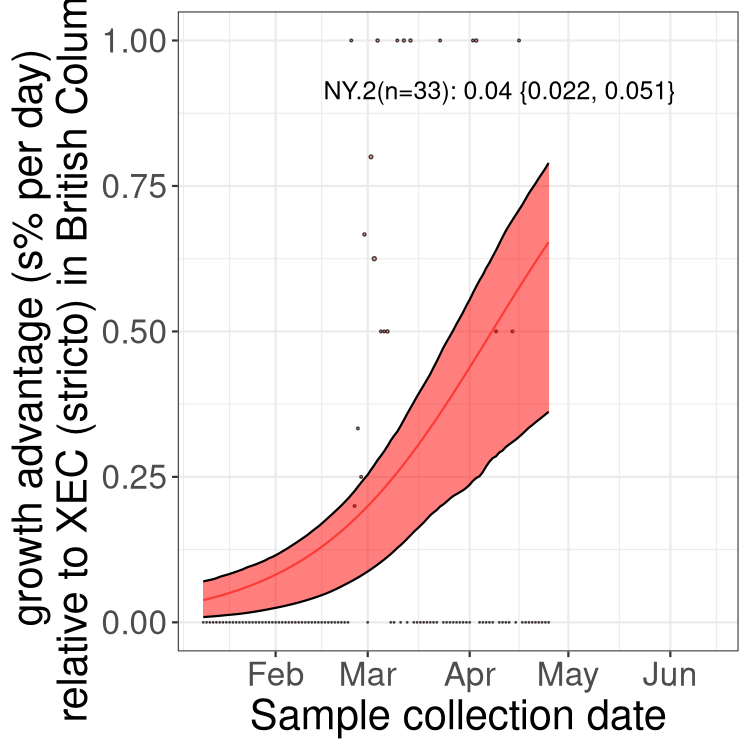 growth advantage (s% per day)
relative to XEC (stricto) in British Colum
1.00
0.75
0.50
0.25
0.00
NY.2(n=33): 0.04 {0.022, 0.051}
Feb Mar Apr May Jun
Sample collection date